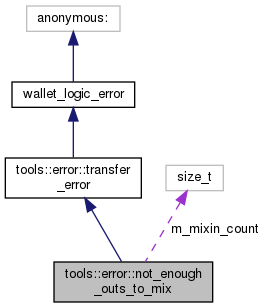 anonymous:
wallet_logic_error
tools::error::transfer
_error
size_t
m_mixin_count
tools::error::not_enough
_outs_to_mix